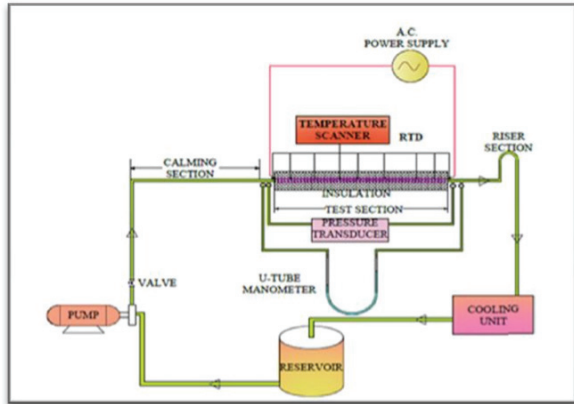 A.C.
POWER SUPPLY
TEMPERATURE
SCANNER
RTD
RISER
SECTION
CALMING
SECTION
INSULATION
TEST SECTION
PRESSURE
TRANSDUCER
VALVE
U-TUBE
MANOMETER
PUMP
COOLING
UNIT
RESERVOIR